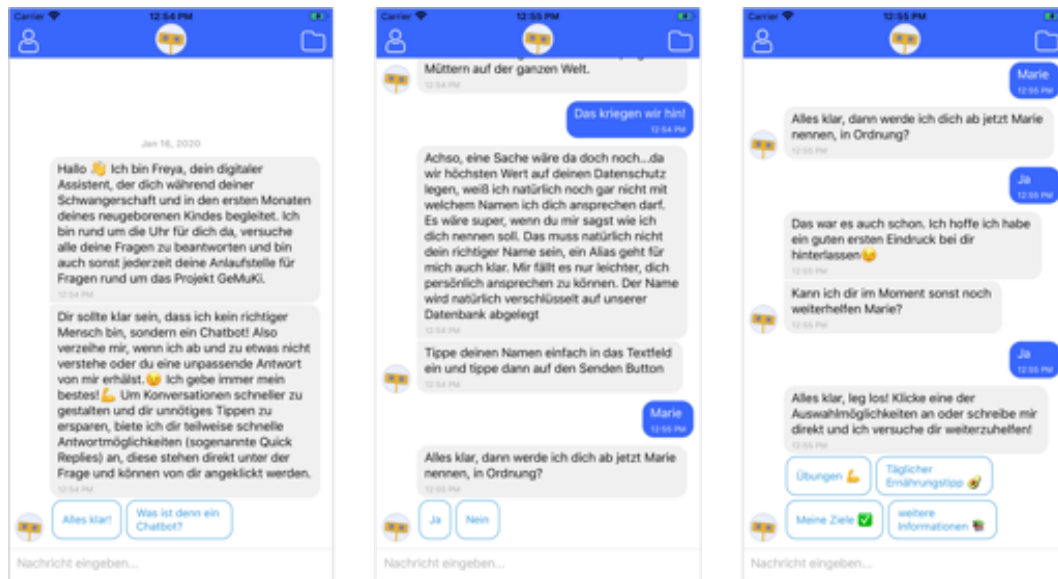 Carrier
12:54 PM
Jan 16, 2020
Hallo 👋 Ich bin Freya, dein digitaler
Assistent, der dich während deiner
Schwangerschaft und in den ersten Monaten
deines neugeborenen Kindes begleitet. Ich
bin rund um die Uhr für dich da, versuche
alle deine Fragen zu beantworten und bin
auch sonst jederzeit deine Anlaufstelle für
Fragen rund um das Projekt GeMuKi.
12:54 PM
Dir sollte klar sein, dass ich kein richtiger
Mensch bin, sondern ein Chatbot! Also
verzeihe mir, wenn ich ab und zu etwas nicht
verstehe oder du eine unpassende Antwort
von mir erhälst.😉 Ich gebe immer mein
bestes!💪 Um Konversationen schneller zu
gestalten und dir unnötiges Tippen zu
ersparen, biete ich dir teilweise schnelle
Antwortmöglichkeiten (sogenannte Quick
Replies) an, diese stehen direkt unter der
Frage und können von dir angeklickt werden.
12:54 PM
Alles klar!
Was ist denn ein
Chatbot?
Nachricht eingeben...
Carrier
12:55 PM
Müttern auf der ganzen Welt.
12:54 PM
Das kriegen wir hin!
12:54 PM
Achso, eine Sache wäre da doch noch...da
wir höchsten Wert auf deinen Datenschutz
legen, weiß ich natürlich noch gar nicht mit
welchem Namen ich dich ansprechen darf.
Es wäre super, wenn du mir sagst wie ich
dich nennen soll. Das muss natürlich nicht
dein richtiger Name sein, ein Alias geht für
mich auch klar. Mir fällt es nur leichter, dich
persönlich ansprechen zu können. Der Name
wird natürlich verschlüsselt auf unserer
Datenbank abgelegt
12:54 PM
Tippe deinen Namen einfach in das Textfeld
ein und tippe dann auf den Senden Button
12:54 PM
Marie
12:55 PM
Alles klar, dann werde ich dich ab jetzt Marie
nennen, in Ordnung?
12:55 PM
Ja
Nein
Nachricht eingeben...
Carrier
12:55 PM
Marie
12:55 PM
Alles klar, dann werde ich dich ab jetzt Marie
nennen, in Ordnung?
12:55 PM
Ja
12:55 PM
Das war es auch schon. Ich hoffe ich habe
ein guten ersten Eindruck bei dir
hinterlassen😉
12:55 PM
Kann ich dir im Moment sonst noch
weiterhelfen Marie?
12:55 PM
Ja
12:55 PM
Alles klar, leg los! Klicke eine der
Auswahlmöglichkeiten an oder schreibe mir
direkt und ich versuche dir weiterzuhelfen!
12:55 PM
Übungen 💪
Täglicher
Ernährungstipp 🥑
Meine Ziele ✅
weitere
Informationen 📚
Nachricht eingeben...